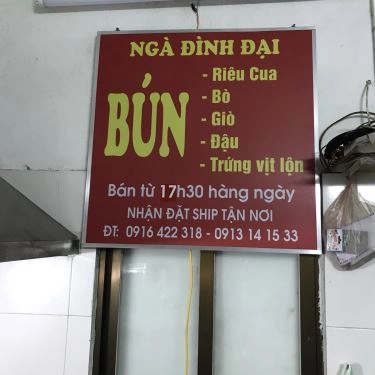 NGÀ ĐÌNH ĐẠI
BÚN
- Riêu Cua
- Bò
- Giò
- Đậu
- Trứng vịt lộn
Bán từ 17h30 hàng ngày
NHẬN ĐẶT SHIP TẬN NƠI
ĐT: 0916 422 318 - 0913 14 15 33